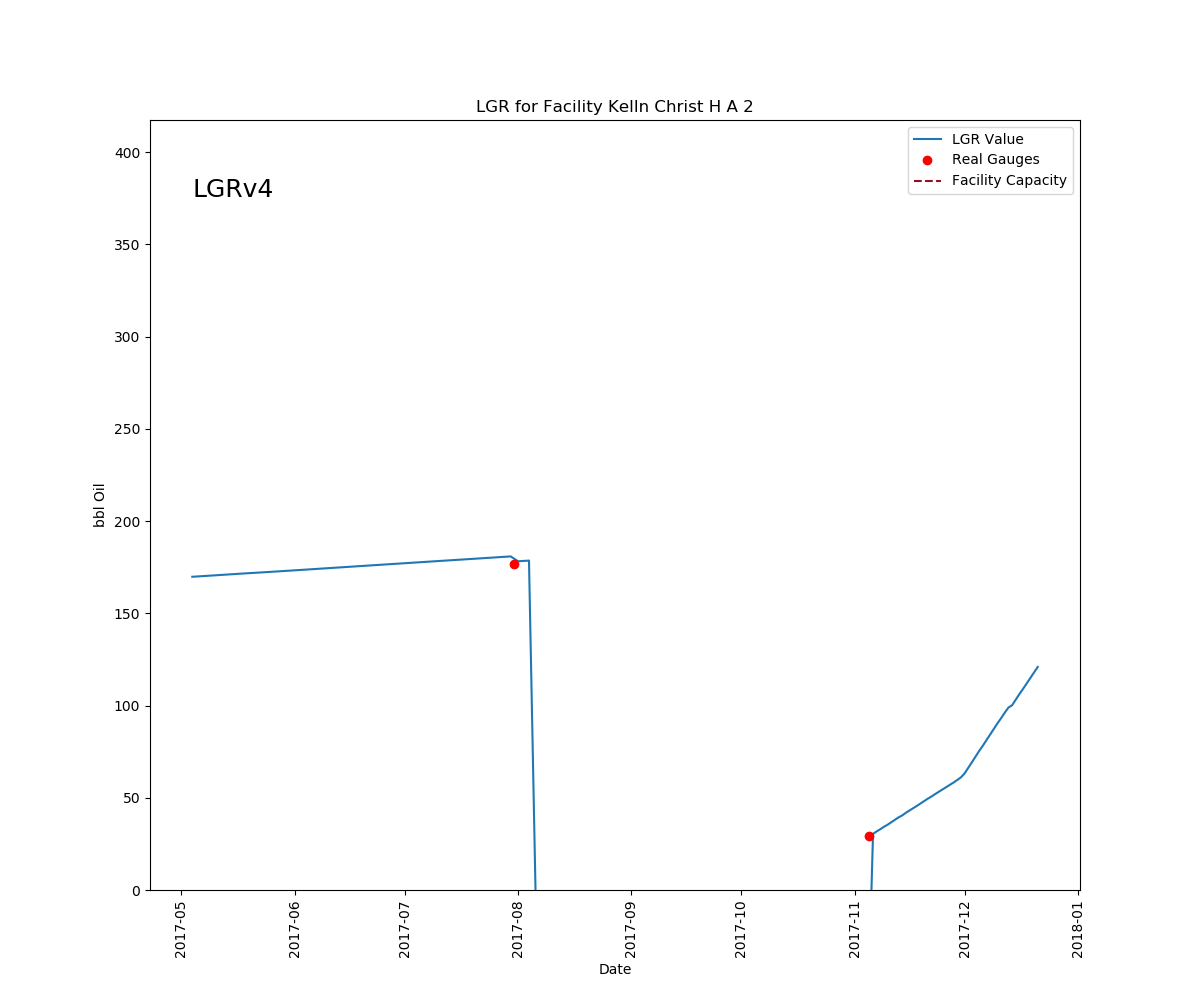 LGR for Facility Kelln Christ H A 2
LGR Value
Real Gauges
Facility Capacity
LGRv4
400
350
300
250
200
150
100
50
0
bbl Oil
2017-05
2017-06
2017-07
2017-08
2017-09
2017-10
2017-11
2017-12
2018-01
Date